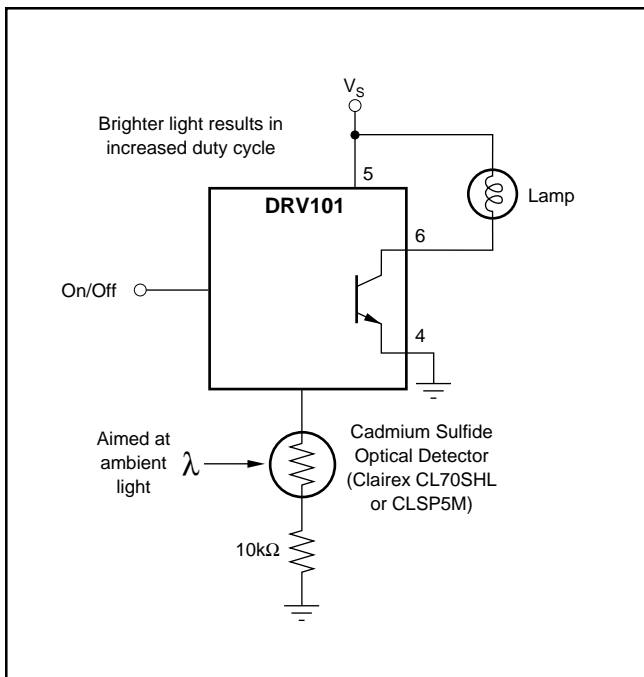 V_S
Brighter light results in
increased duty cycle
5
DRV101
Lamp
6
On/Off
4
Aimed at
ambient
light
λ
Cadmium Sulfide
Optical Detector
(Clairex CL70SHL
or CLSP5M)
10kΩ